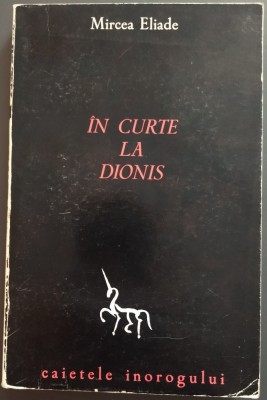 Mircea Eliade
ÎN CURTE
LA
DIONIS
caietele inorogului